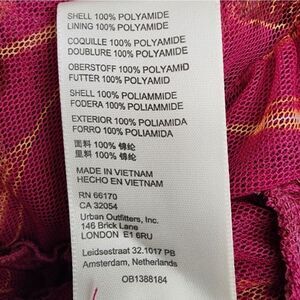 SHELL 100% POLYAMIDE
LINING 100% POLYAMIDE
COQUILLE 100% POLYAMIDE
DOUBLURE 100% POLYAMIDE
OBERSTOFF 100% POLYAMID
FUTTER 100% POLYAMID
SHELL 100% POLIAMMIDE
FODERA 100% POLIAMMIDE
EXTERIOR 100% POLIAMIDA
FORRO 100% POLIAMIDA
面料 100% 锦纶
里料 100% 锦纶
MADE IN VIETNAM
HECHO EN VIETNAM
RN 66170
CA 32054
Urban Outfitters, Inc.
146 Brick Lane
LONDON E1 6RU
Leidsestraat 32.1017 PB
Amsterdam, Netherlands
OB1388184